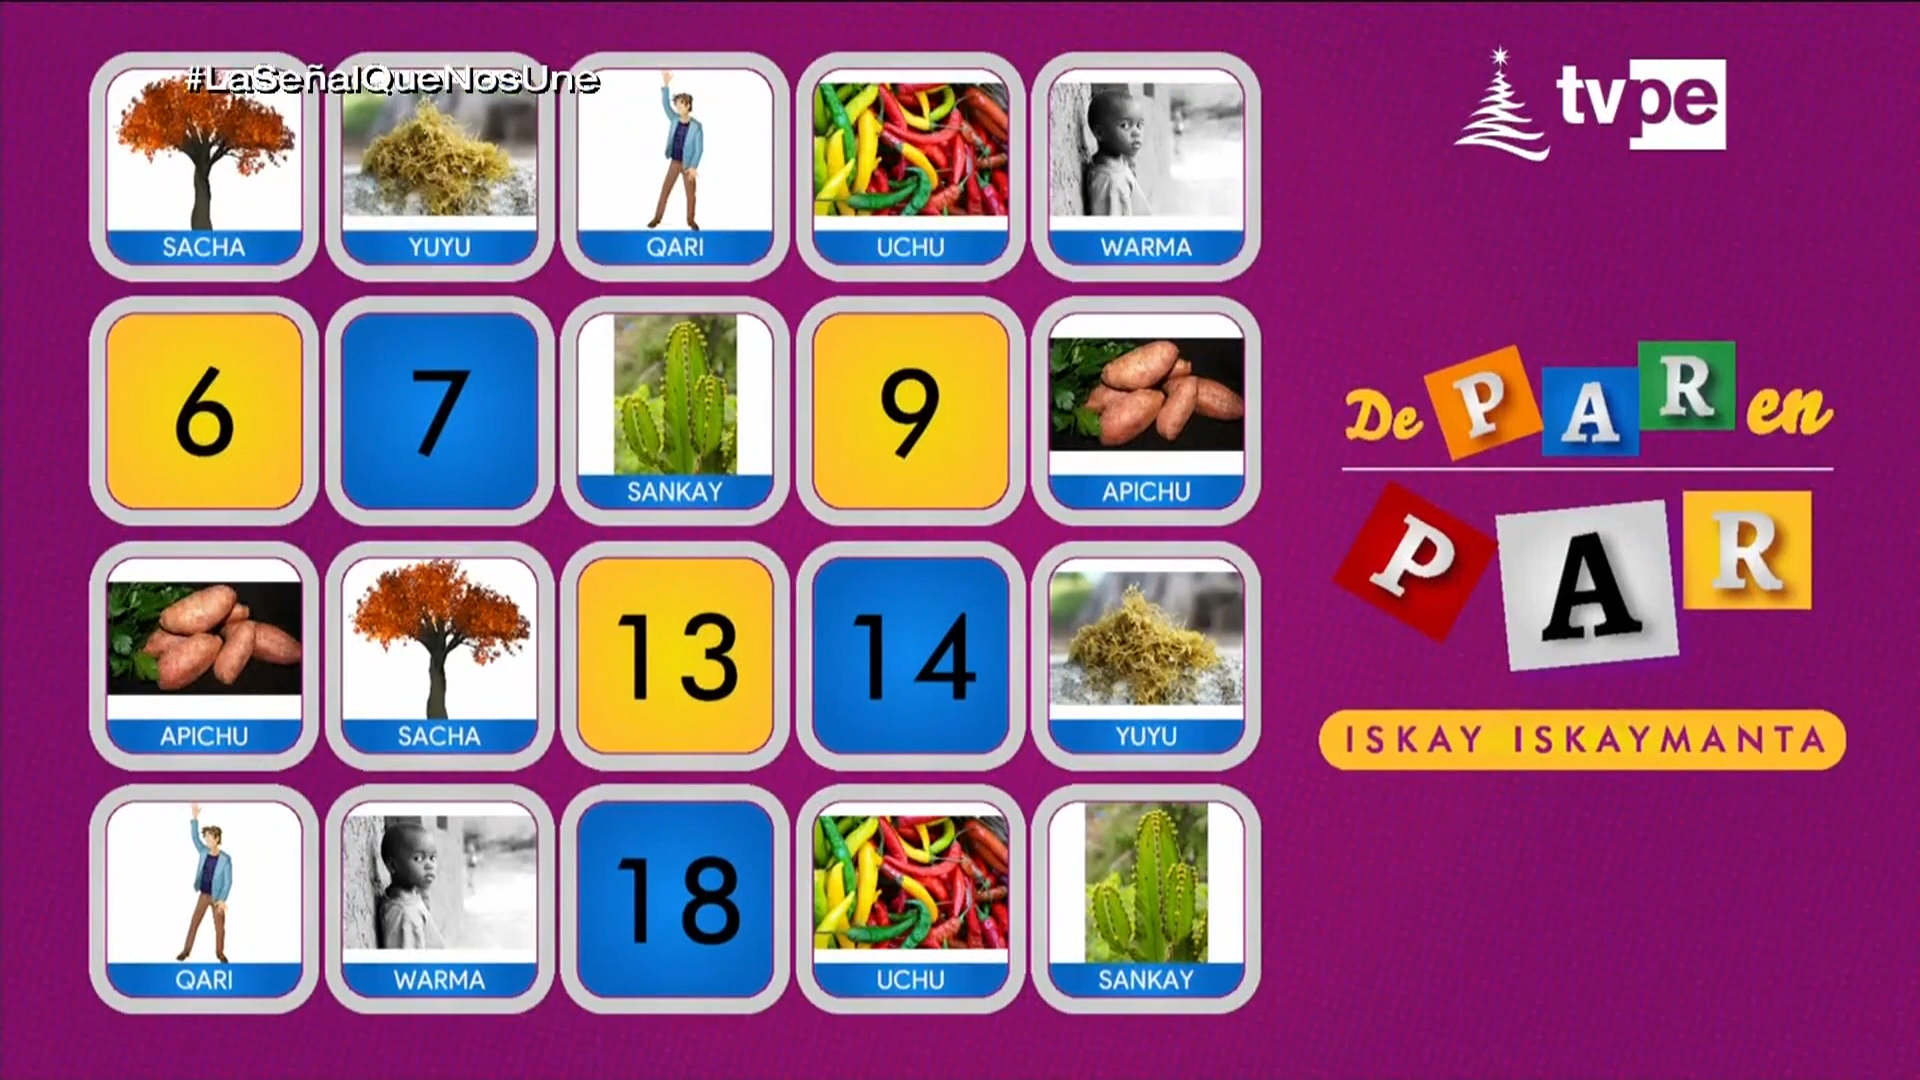 #LaSeñalQueNosUne
tvpe
SACHA
YUYU
QARI
UCHU
WARMA
6
7
SANKAY
9
APICHU
De PAR en
PAR
ISKAY ISKAYMANTA
APICHU
SACHA
13
14
YUYU
QARI
WARMA
18
UCHU
SANKAY